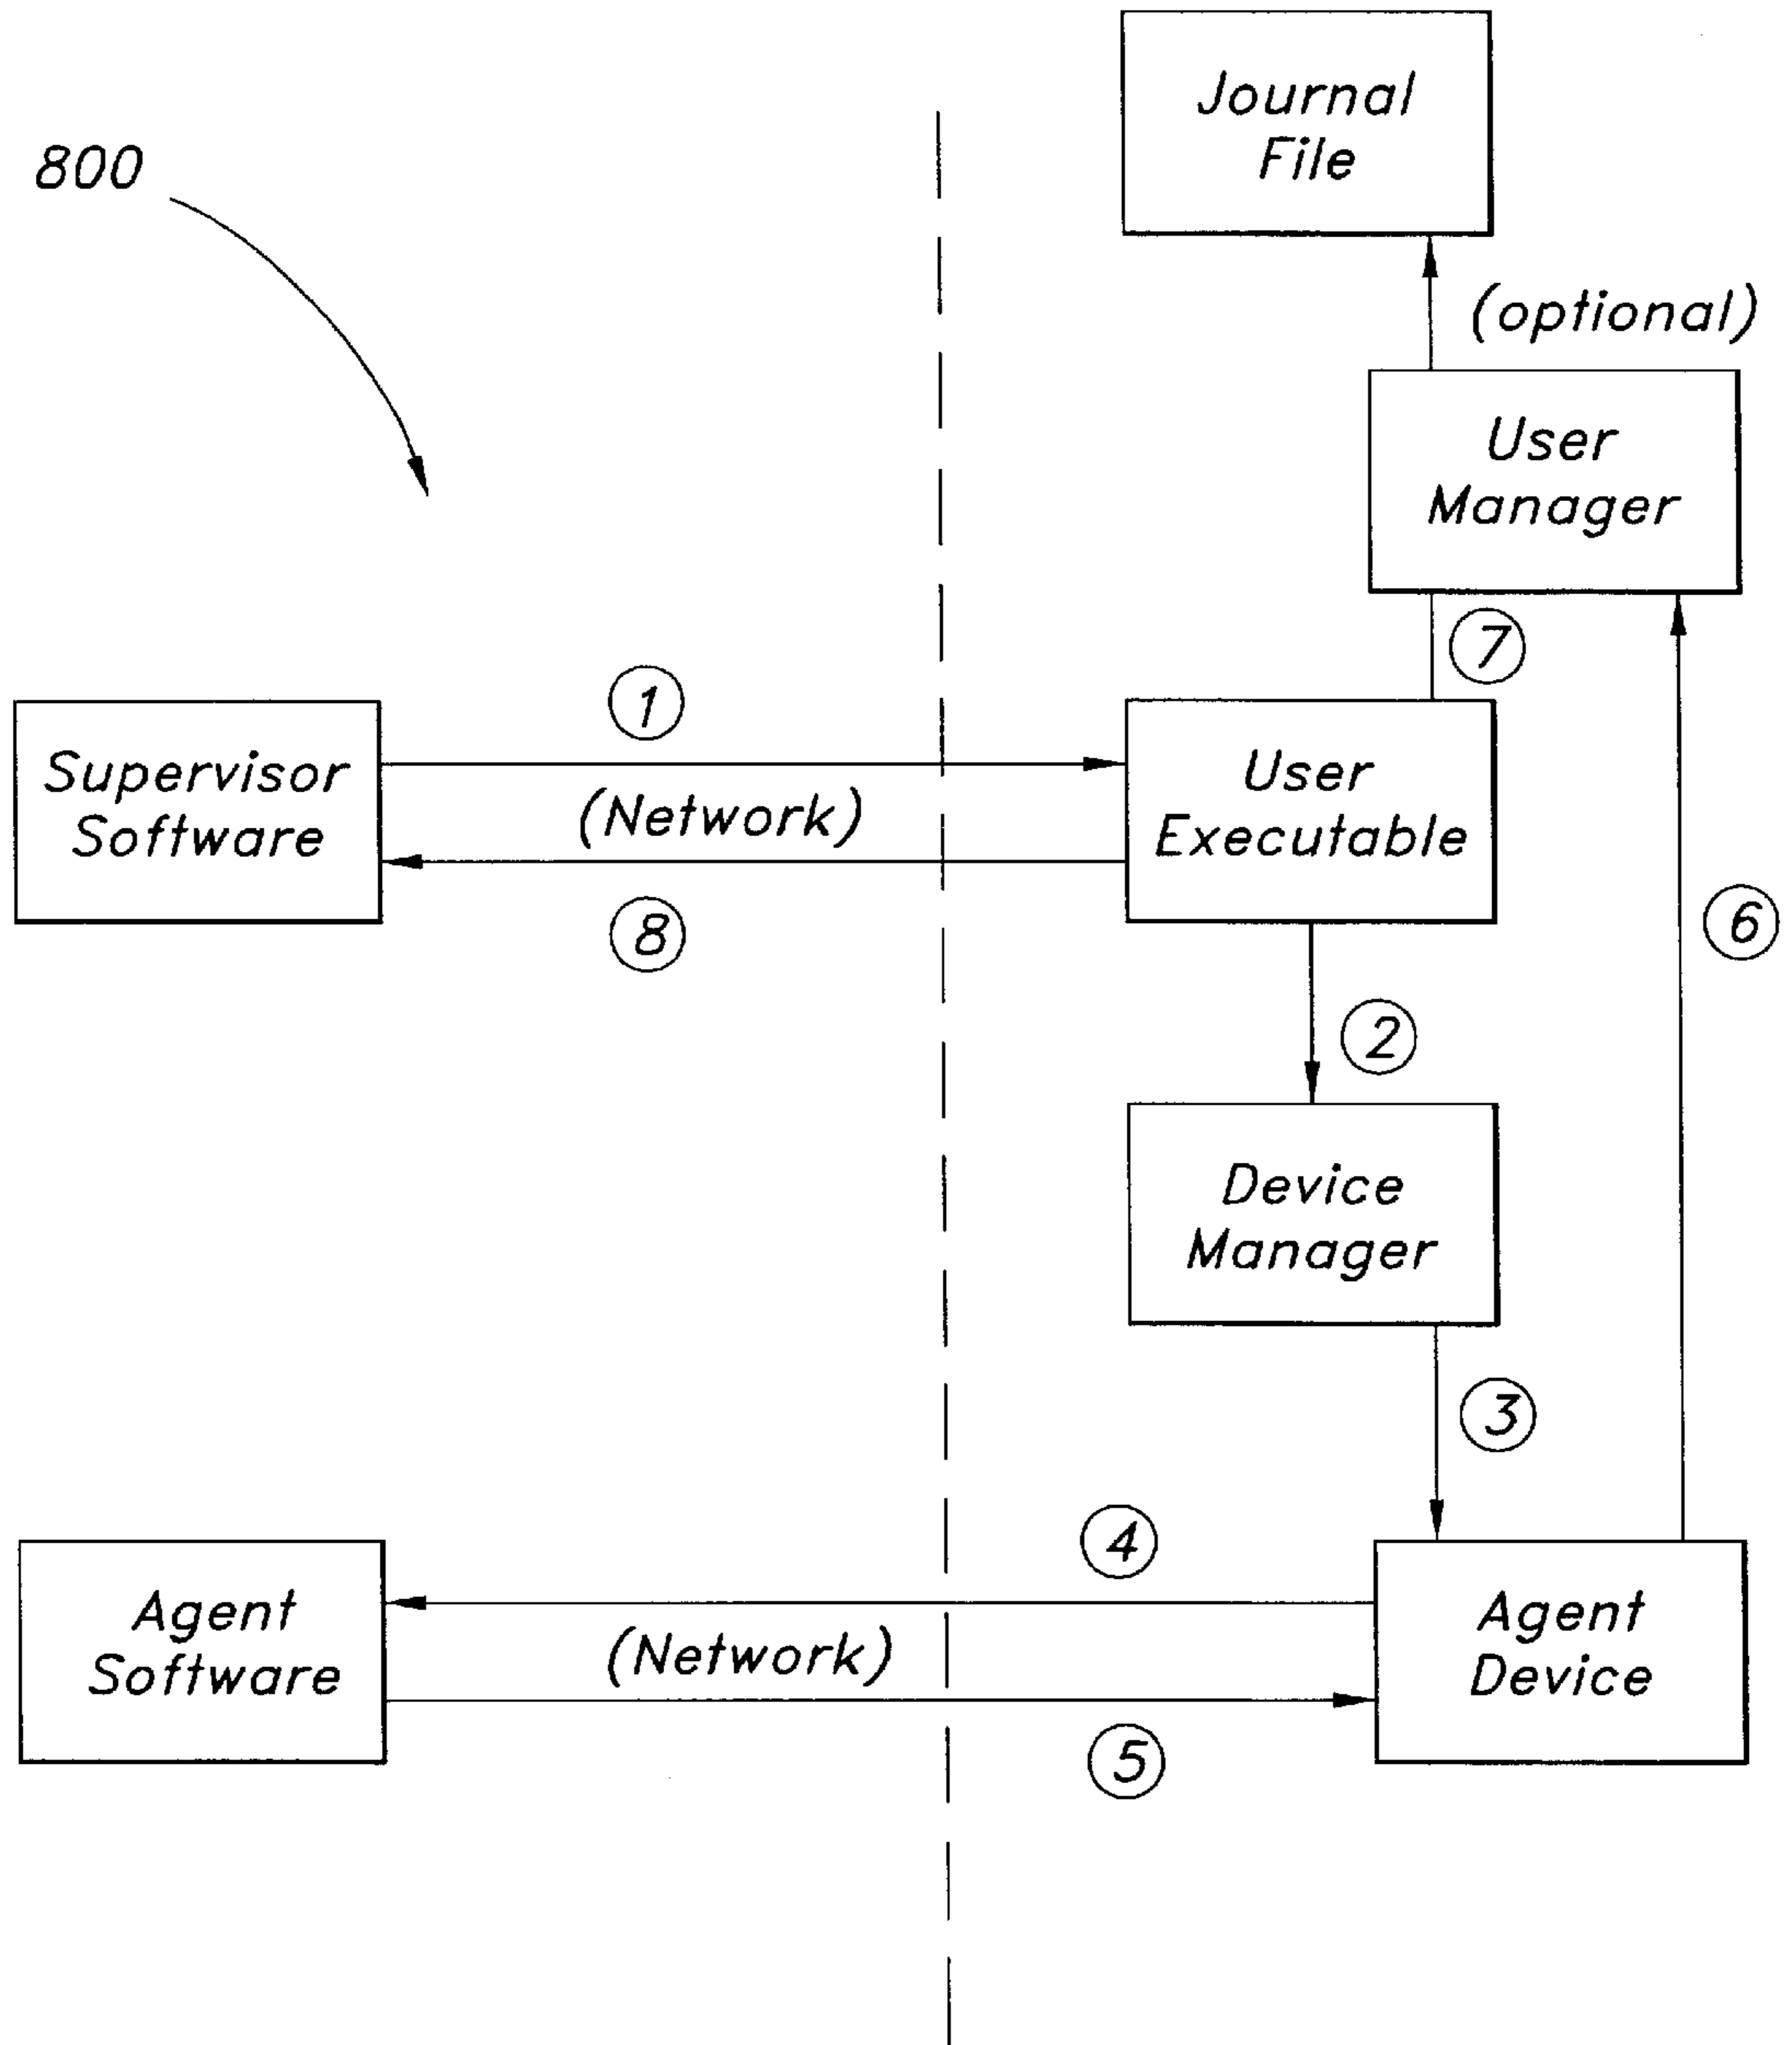 Journal
File
800
(optional)
User
Manager
7
1
Supervisor
Software
(Network)
User
Executable
8
6
2
Device
Manager
3
4
Agent
Software
(Network)
Agent
Device
5